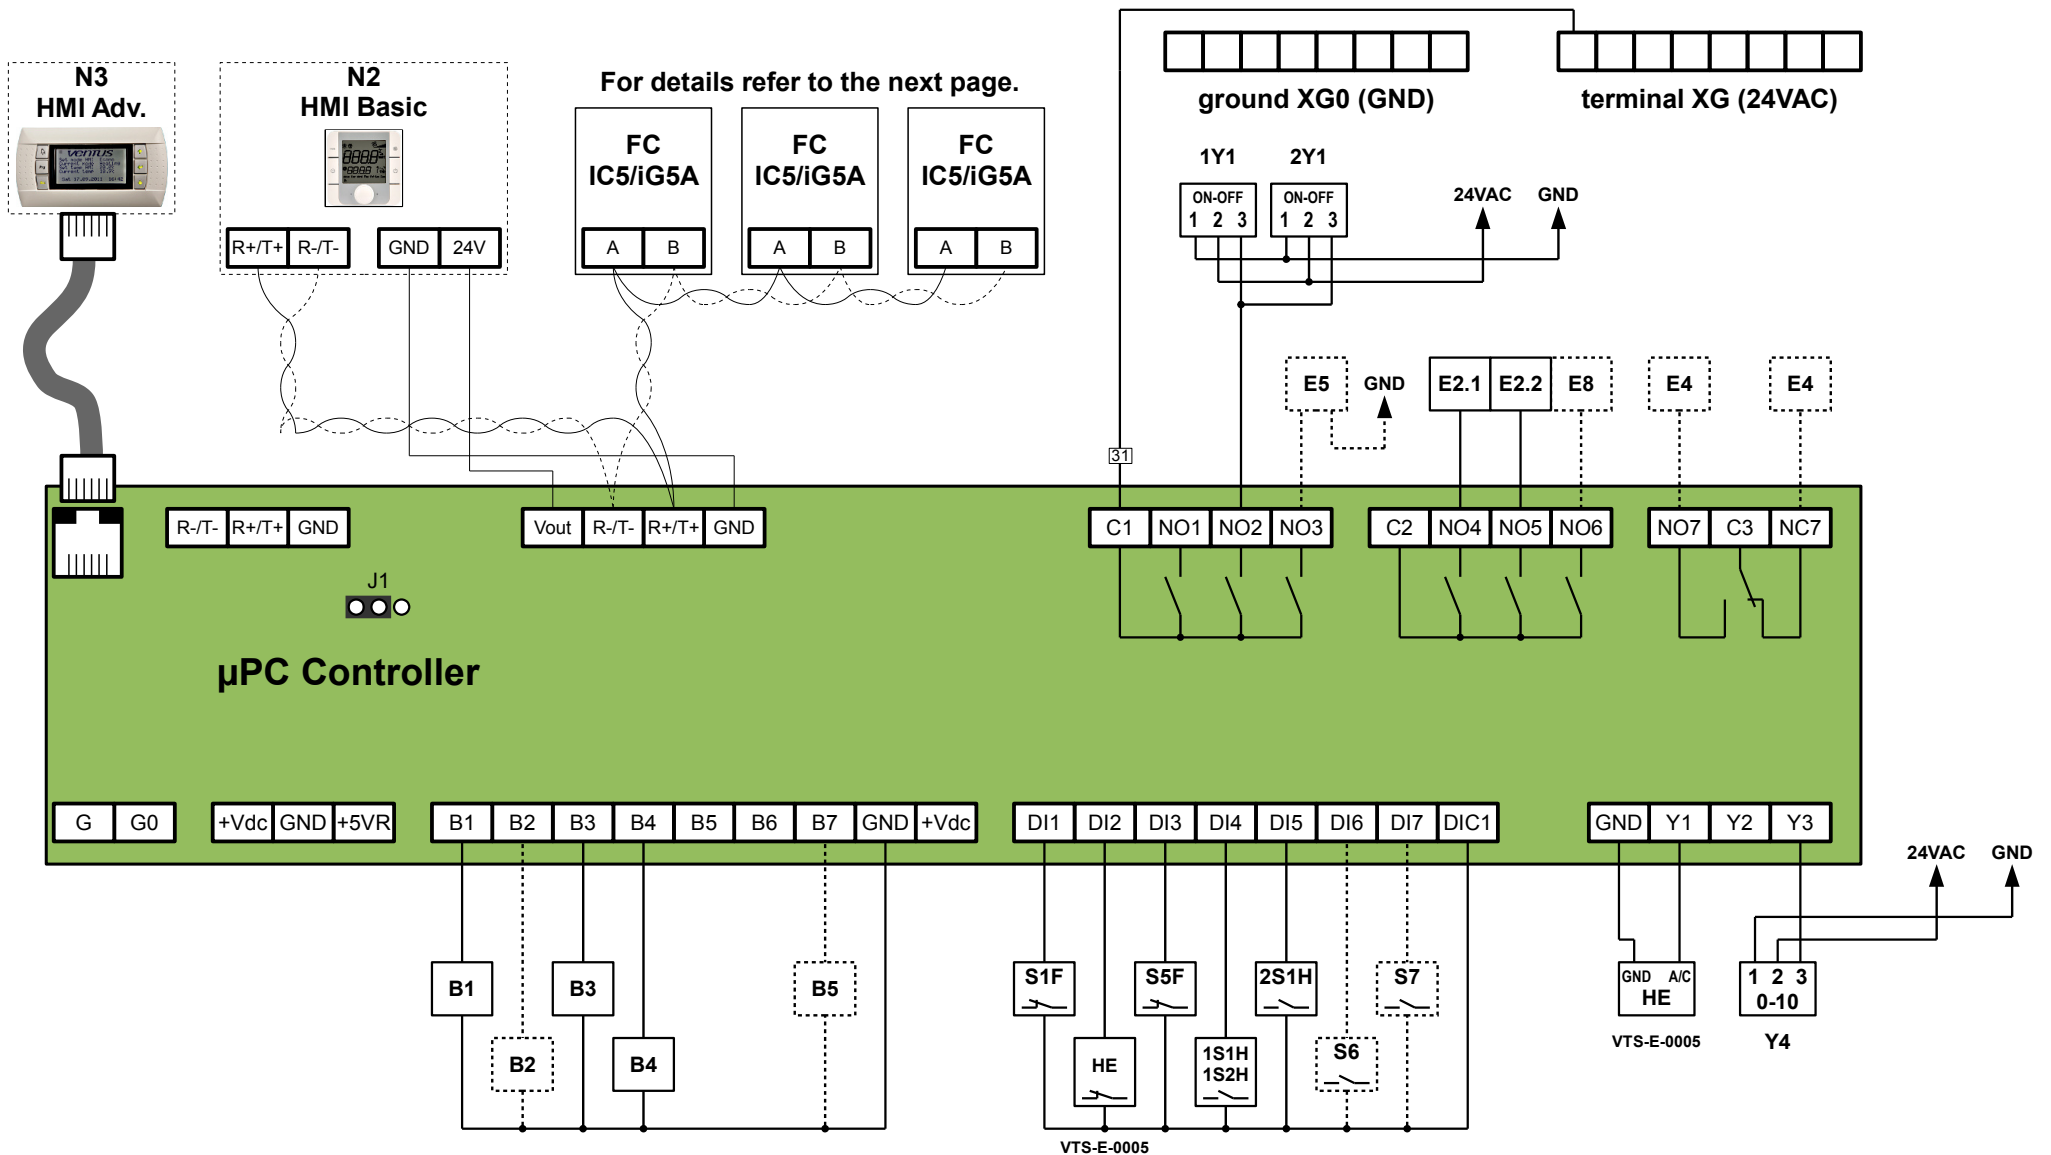 N3
HMI Adv.
N2
HMI Basic
For details refer to the next page.
ground XG0 (GND)
terminal XG (24VAC)
FC
IC5/iG5A
FC
IC5/iG5A
FC
IC5/iG5A
1Y1
2Y1
ON-OFF
1 2 3
ON-OFF
1 2 3
24VAC
GND
R+/T+ R-/T-
GND 24V
A B
A B
A B
E5
GND
E2.1 E2.2 E8
E4
E4
31
R-/T- R+/T+ GND
Vout R-/T- R+/T+ GND
C1 NO1 NO2 NO3
C2 NO4 NO5 NO6
NO7 C3 NC7
J1
µPC Controller
G G0
+Vdc GND +5VR
B1 B2 B3 B4 B5 B6 B7 GND +Vdc
DI1 DI2 DI3 DI4 DI5 DI6 DI7 DIC1
GND Y1 Y2 Y3
24VAC
GND
B1
B3
B5
S1F
S5F
2S1H
S7
GND A/C
HE
1 2 3
0-10
B2
B4
HE
1S1H
1S2H
S6
VTS-E-0005
Y4
VTS-E-0005